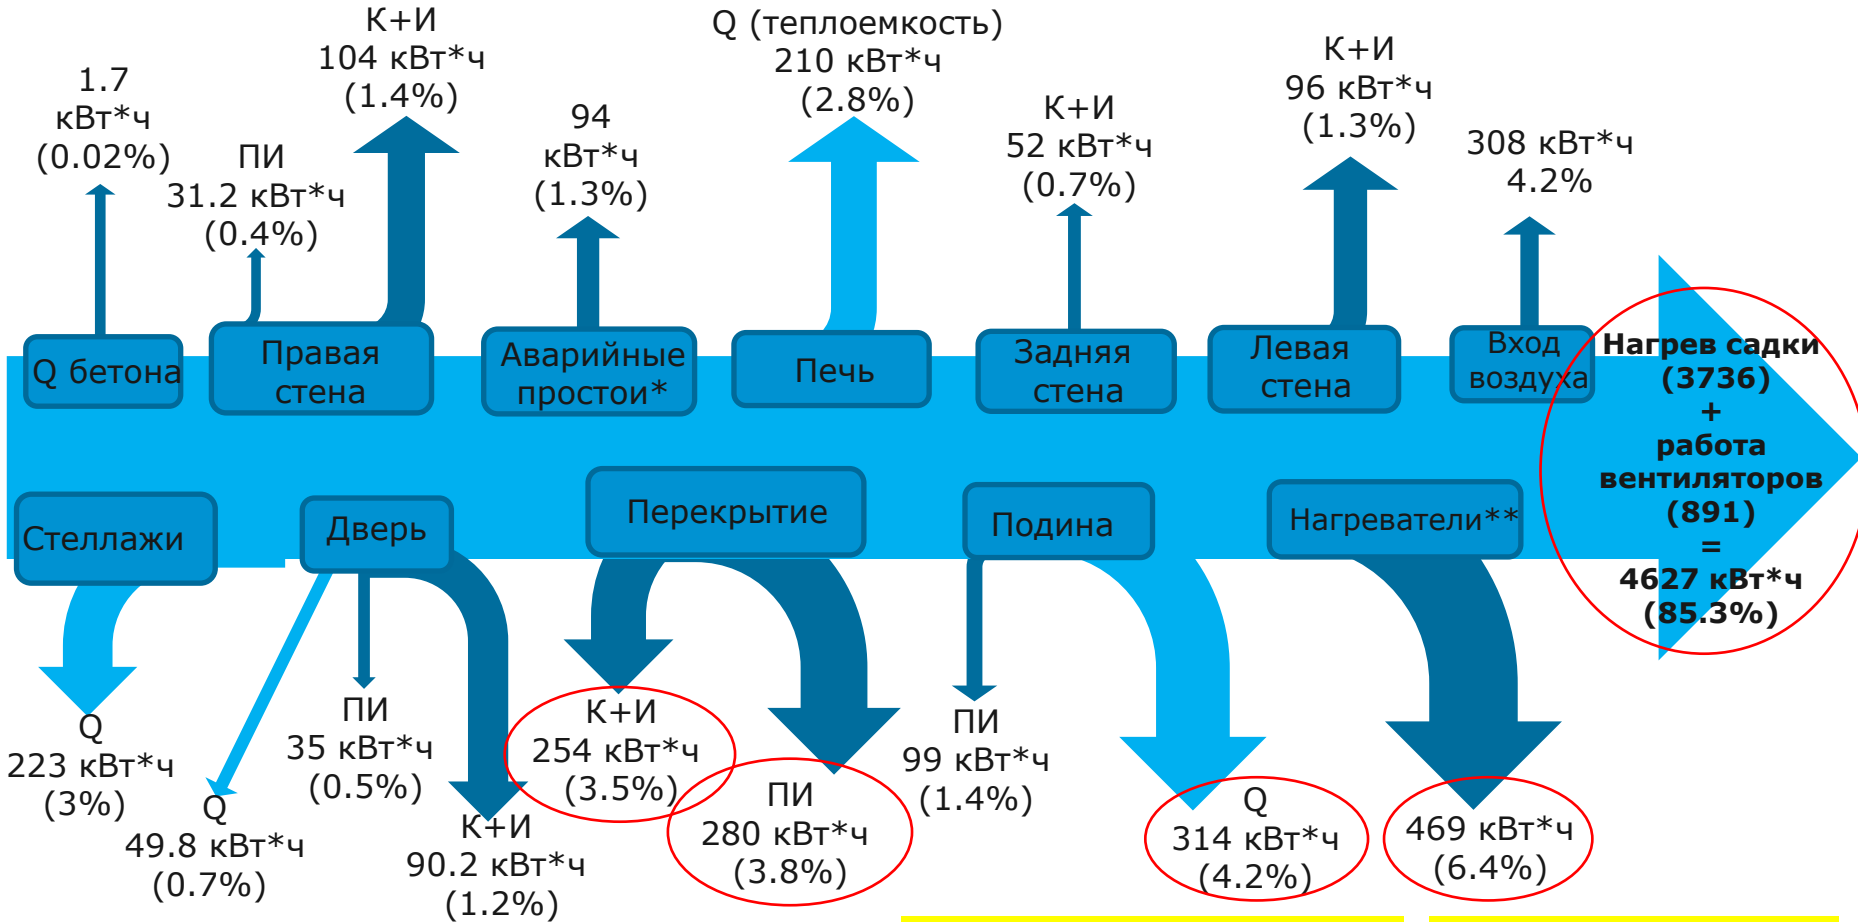 1.7
кВт*ч
(0.02%)
ПИ
31.2 кВт*ч
(0.4%)
К+И
104 кВт*ч
(1.4%)
94
кВт*ч
(1.3%)
Q (теплоемкость)
210 кВт*ч
(2.8%)
К+И
52 кВт*ч
(0.7%)
К+И
96 кВт*ч
(1.3%)
308 кВт*ч
4.2%
Q бетона
Правая
стена
Аварийные
простои*
Печь
Задняя
стена
Левая
стена
Вход
воздуха
Нагрев садки
(3736)
+
работа
вентиляторов
(891)
=
4627 кВт*ч
(85.3%)
Стеллажи
Дверь
Перекрытие
Подина
Нагреватели**
Q
223 кВт*ч
(3%)
Q
49.8 кВт*ч
(0.7%)
ПИ
35 кВт*ч
(0.5%)
К+И
90.2 кВт*ч
(1.2%)
К+И
254 кВт*ч
(3.5%)
ПИ
280 кВт*ч
(3.8%)
ПИ
99 кВт*ч
(1.4%)
Q
314 кВт*ч
(4.2%)
469 кВт*ч
(6.4%)